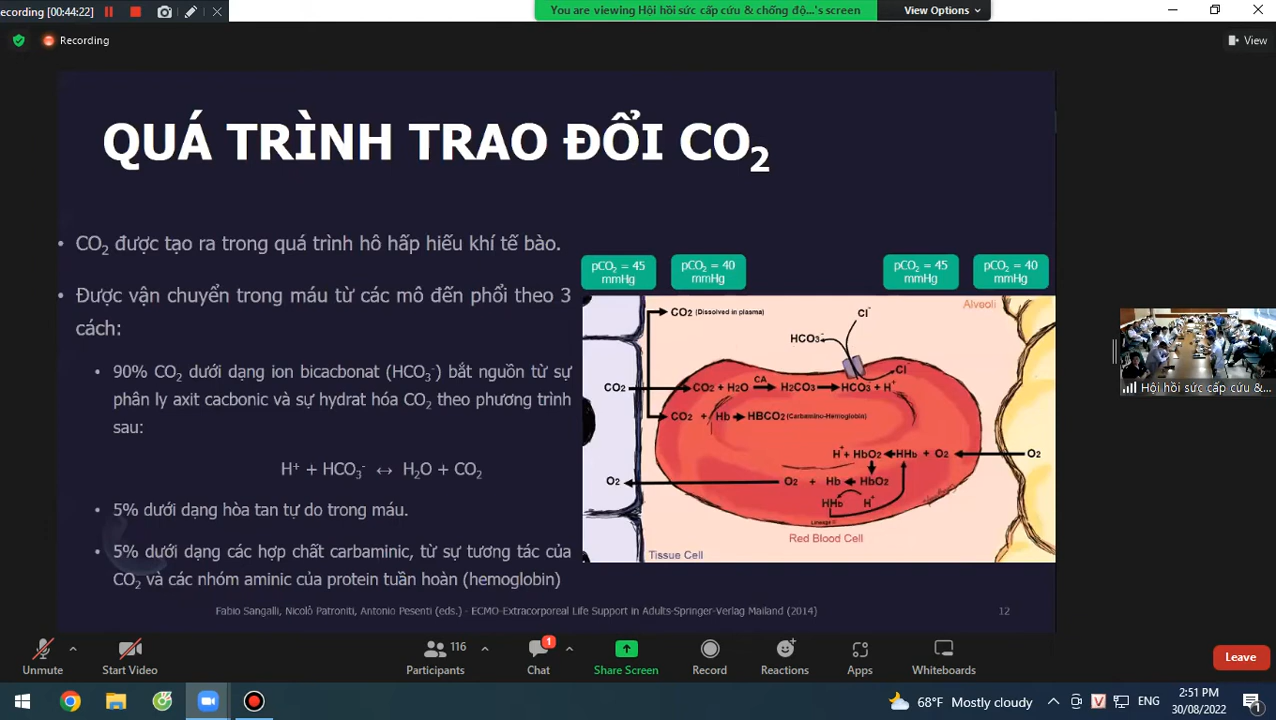 ecording [00:44:22]
You are viewing Hội hồi sức cấp cứu & chống độ...'s screen
View Options
Recording
View
QUÁ TRÌNH TRAO ĐỔI CO₂
• CO₂ được tạo ra trong quá trình hô hấp hiếu khí tế bào.
• Được vận chuyển trong máu từ các mô đến phổi theo 3
cách:
• 90% CO₂ dưới dạng ion bicacbonat (HCO₃⁻) bắt nguồn từ sự
phân ly axit cacbonic và sự hydrat hóa CO₂ theo phương trình
sau:
H⁺ + HCO₃⁻ ↔ H₂O + CO₂
• 5% dưới dạng hòa tan tự do trong máu.
• 5% dưới dạng các hợp chất carbaminic, từ sự tương tác của
CO₂ và các nhóm aminic của protein tuần hoàn (hemoglobin)
pCO₂ = 45
mmHg
pCO₂ = 40
mmHg
pCO₂ = 45
mmHg
pCO₂ = 40
mmHg
Alveoli
CO2 (Dissolved in plasma)
Cl⁻
HCO3⁻
Cl
CO2
CO2 + H2O CA H2CO3 HCO3 + H⁺
CO2 + Hb HBCO2 (Carbamino-Hemoglobin)
H⁺ + HbO2 HHb + O2
O2
O2
O2 + Hb HbO2
HHb H⁺
Red Blood Cell
Tissue Cell
Fabio Sangalli, Nicolò Patroniti, Antonio Pesenti (eds.) - ECMO-Extracorporeal Life Support in Adults-Springer-Verlag Mailand (2014)
12
Hội hồi sức cấp cứu &...
Unmute
Start Video
116
Participants
1
Chat
Share Screen
Record
Reactions
Apps
Whiteboards
Leave
68°F Mostly cloudy
V
ENG
2:51 PM
30/08/2022
1